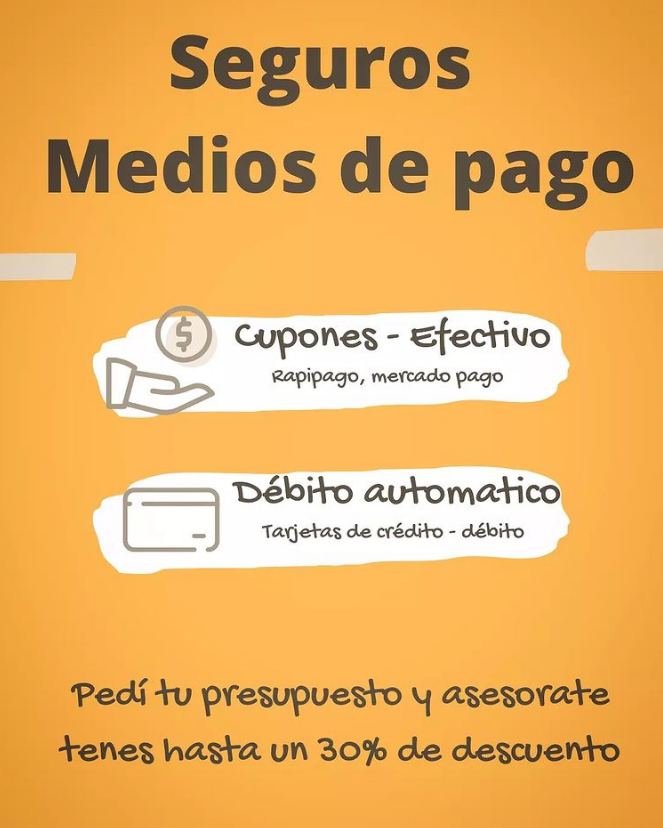 Seguros
Medios de pago
$
Cupones - Efectivo
Rapipago, mercado pago
Débito automatico
Tarjetas de crédito - débito
Pedí tu presupuesto y asesorate
tenes hasta un 30% de descuento